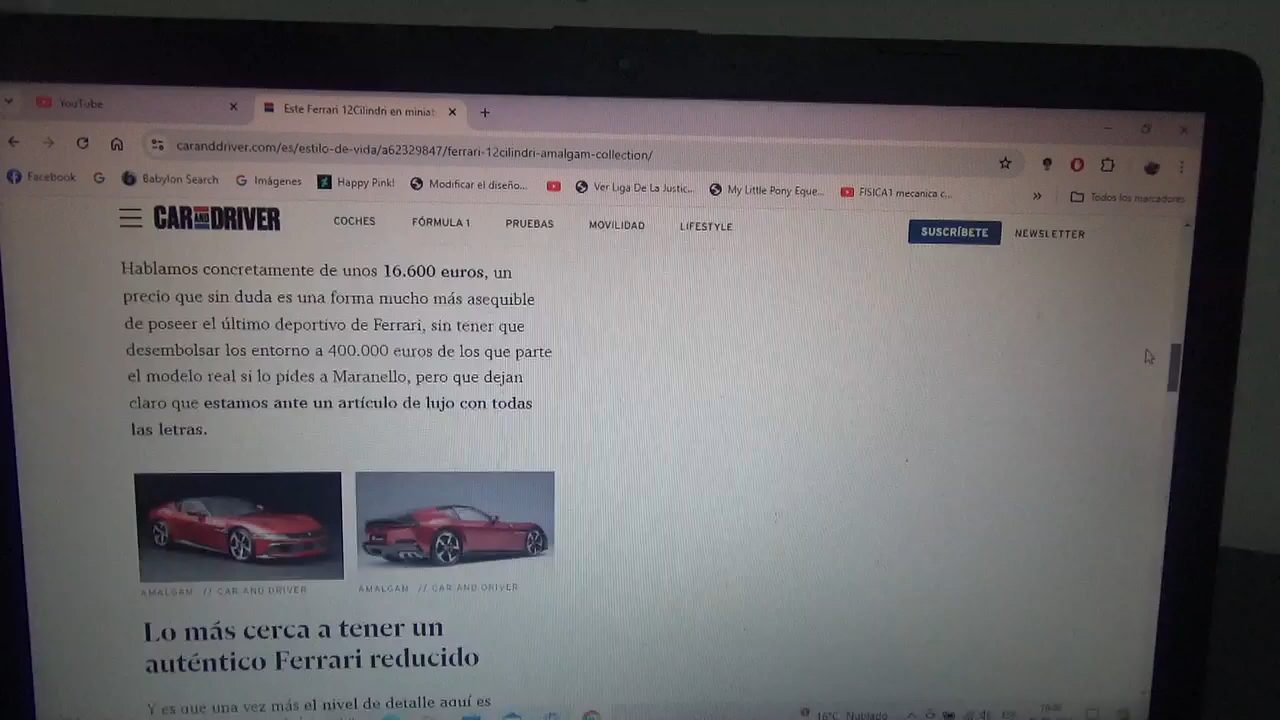 YouTube
Este Ferrari 12Cilindri en miniat
caranddriver.com/es/estilo-de-vida/a62329847/ferrari-12cilindri-amalgam-collection/
Facebook
Babylon Search
Imágenes
Happy Pink!
Modificar el diseño...
Ver Liga De La Justic...
My Little Pony Eque...
FISICA1 mecanica c...
Todos los marcadores
CAR AND DRIVER
COCHES
FÓRMULA 1
PRUEBAS
MOVILIDAD
LIFESTYLE
SUSCRÍBETE
NEWSLETTER
Hablamos concretamente de unos 16.600 euros, un
precio que sin duda es una forma mucho más asequible
de poseer el último deportivo de Ferrari, sin tener que
desembolsar los entorno a 400.000 euros de los que parte
el modelo real si lo pides a Maranello, pero que dejan
claro que estamos ante un artículo de lujo con todas
las letras.
AMALGAM // CAR AND DRIVER
AMALGAM // CAR AND DRIVER
Lo más cerca a tener un
auténtico Ferrari reducido
Y es que una vez más el nivel de detalle aquí es
16°C Nublado